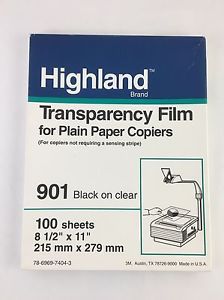 Highland™
Brand
Transparency Film
for Plain Paper Copiers
(For copiers not requiring a sensing stripe)
901 Black on clear
100 sheets
8 1/2" x 11"
215 mm x 279 mm
78-6969-7404-3
3M, Austin, TX 78726-9000 Made in U.S.A.